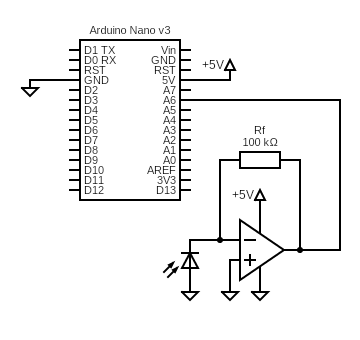 Arduino Nano v3
D1 TX
D0 RX
RST
GND
D2
D3
D4
D5
D6
D7
D8
D9
D10
D11
D12
Vin
GND
RST
5V
A7
A6
A5
A4
A3
A2
A1
A0
AREF
3V3
D13
+5V
Rf
100 kΩ
+5V